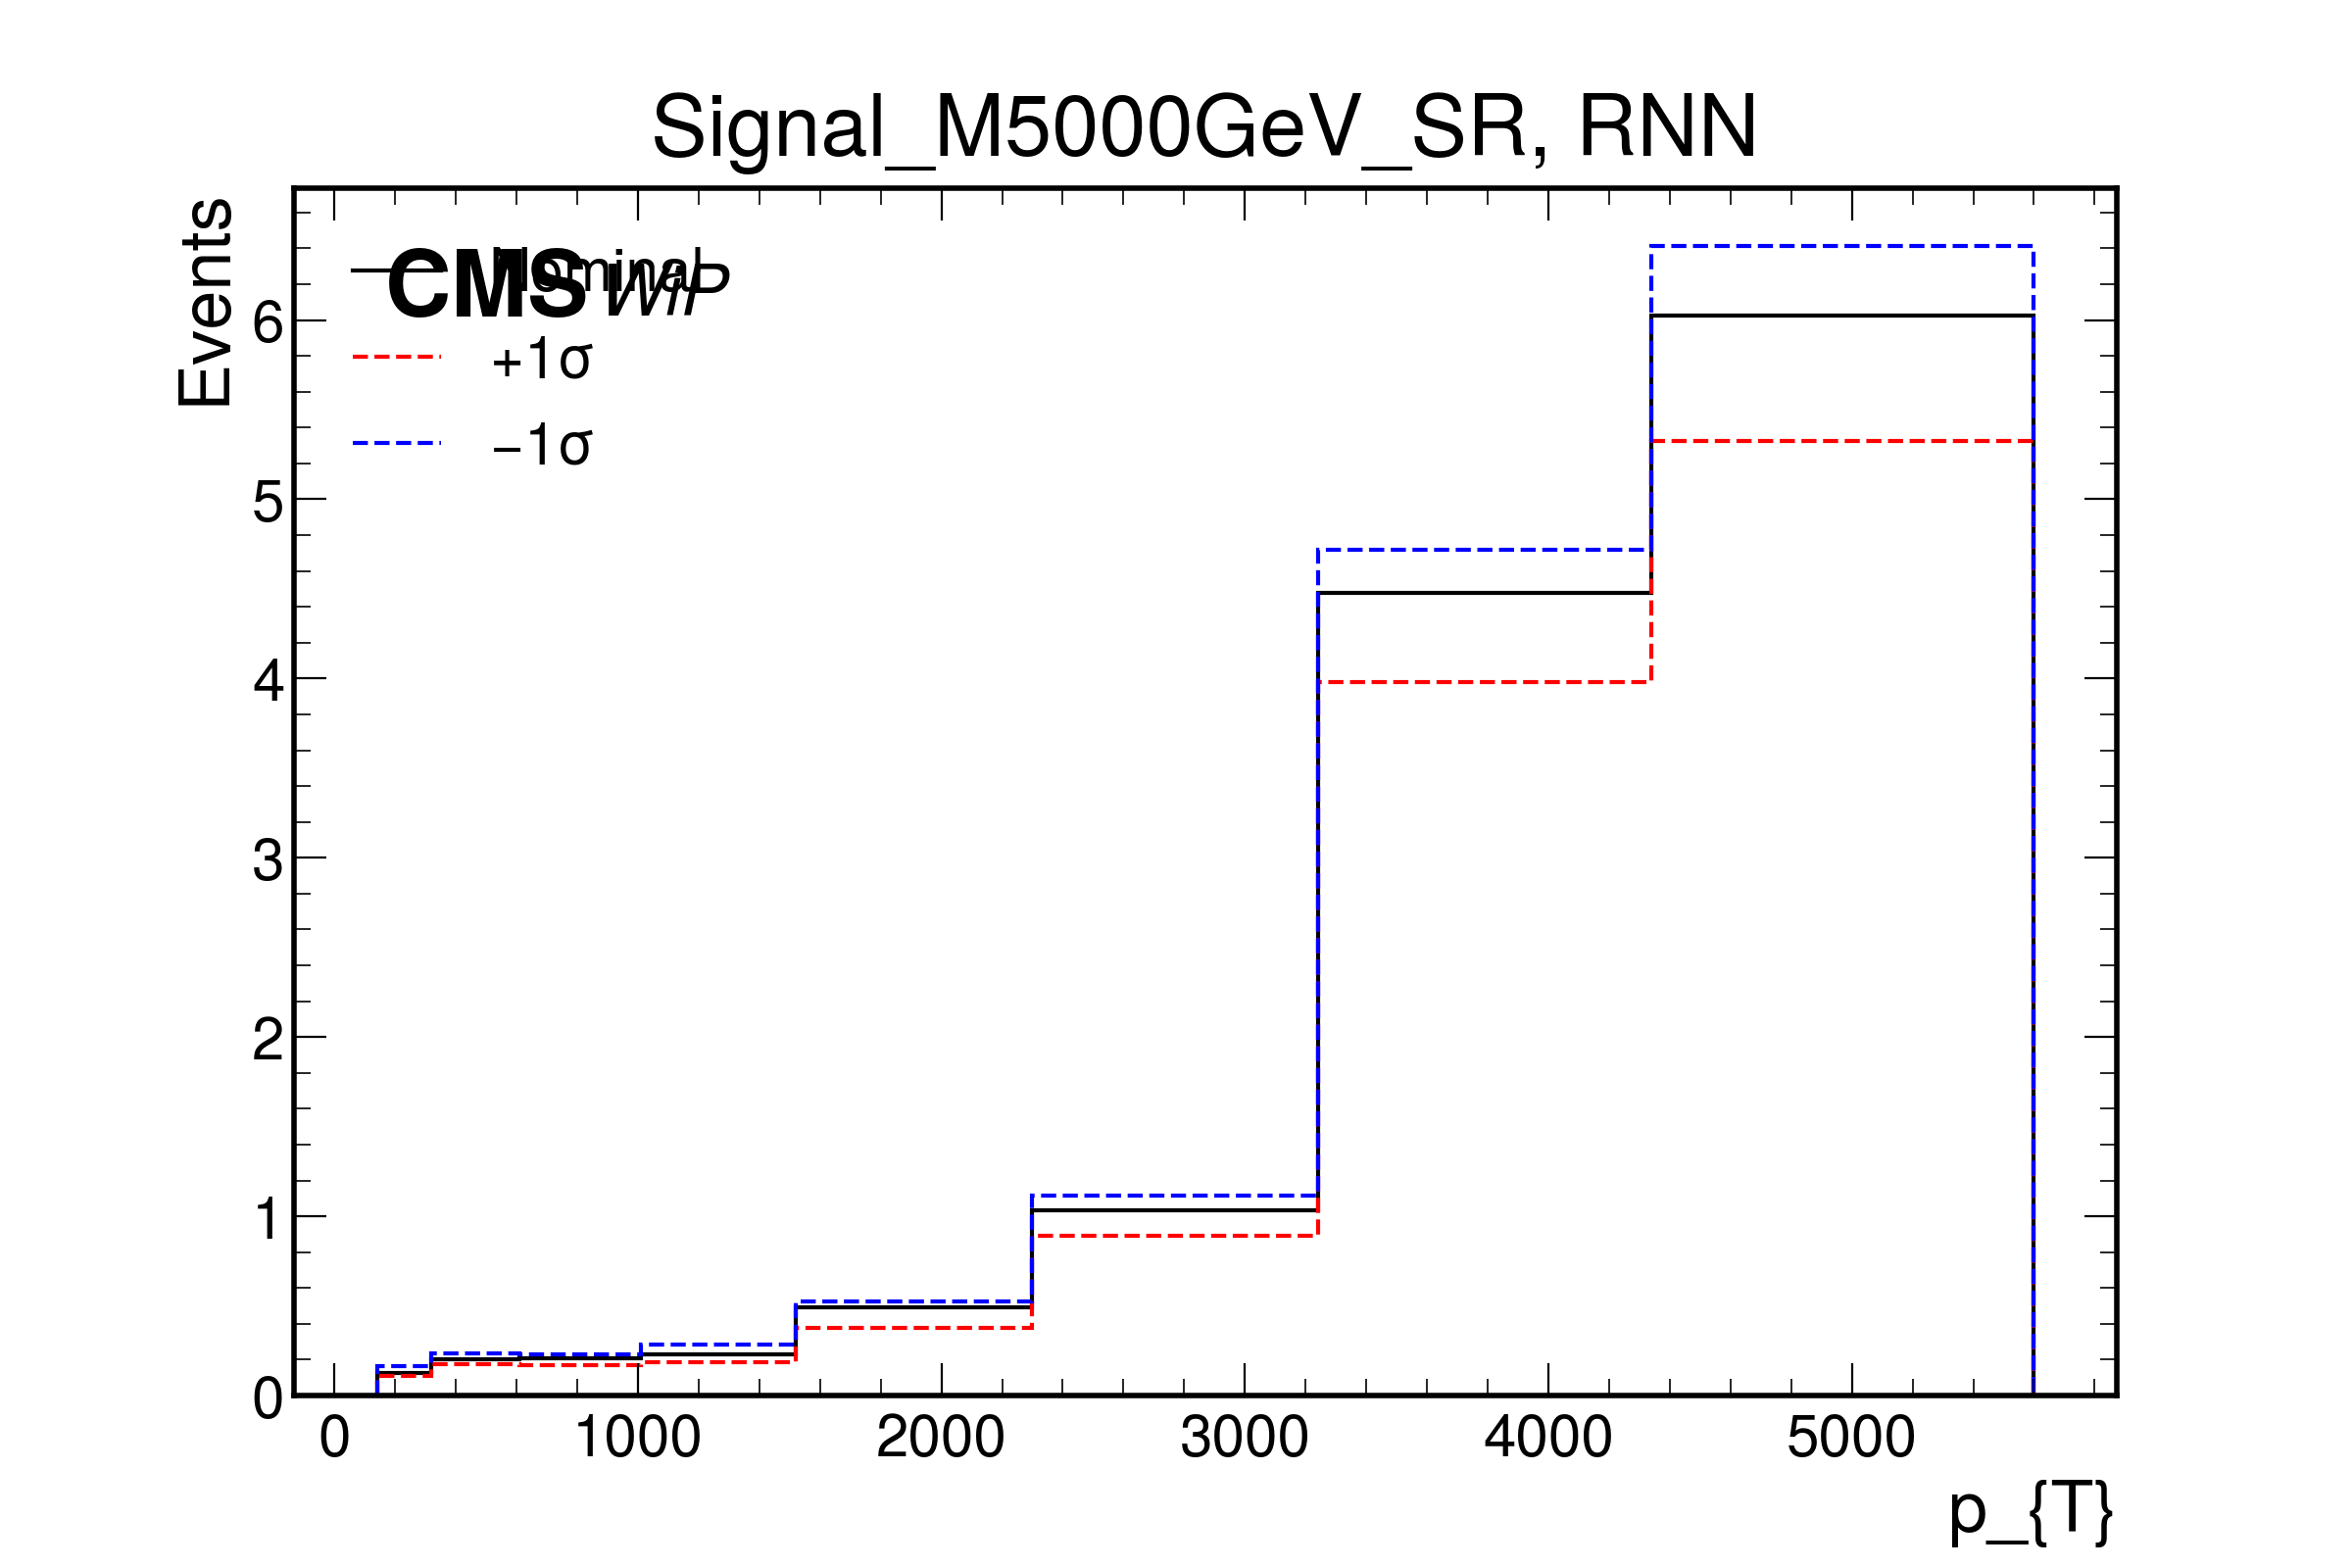 Signal_M5000GeV_SR, RNN
Events
CMS WiP
Nominal
+1σ
−1σ
6
5
4
3
2
1
0
0 1000 2000 3000 4000 5000
p_{T}